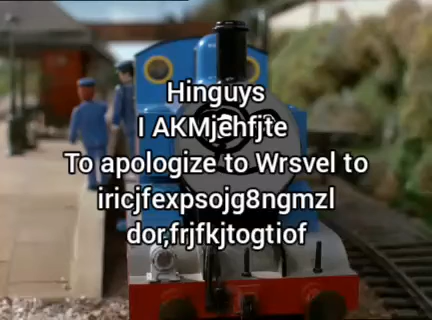 Hinguys
I AKMjehfjte
To apologize to Wrsvel to
iricjfexpsojg8ngmzl
dor,frjfkjtogtiof